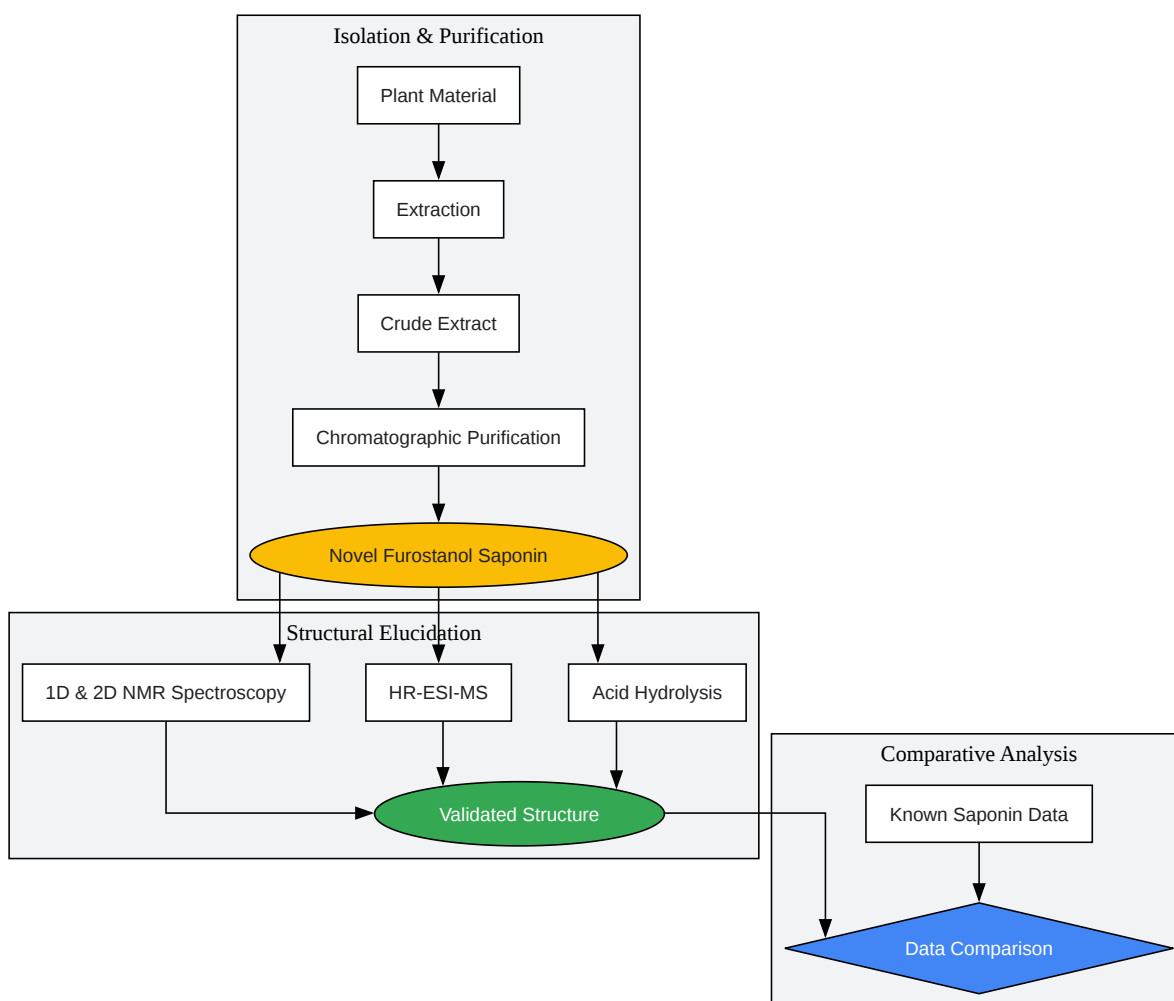 Isolation & Purification
Plant Material
Extraction
Crude Extract
Chromatographic Purification
Novel Furostanol Saponin
Structural Elucidation
1D & 2D NMR Spectroscopy
HR-ESI-MS
Acid Hydrolysis
Validated Structure
Comparative Analysis
Known Saponin Data
Data Comparison